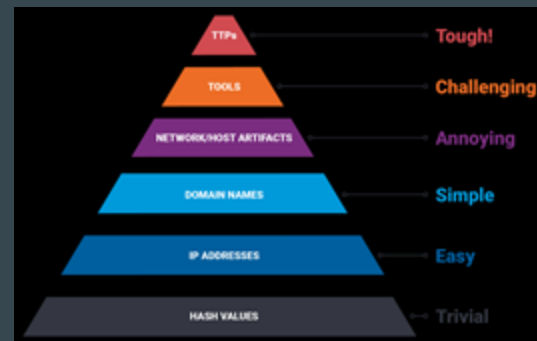 TTPs Tough!
TOOLS Challenging
NETWORK/HOST ARTIFACTS Annoying
DOMAIN NAMES Simple
IP ADDRESSES Easy
HASH VALUES Trivial